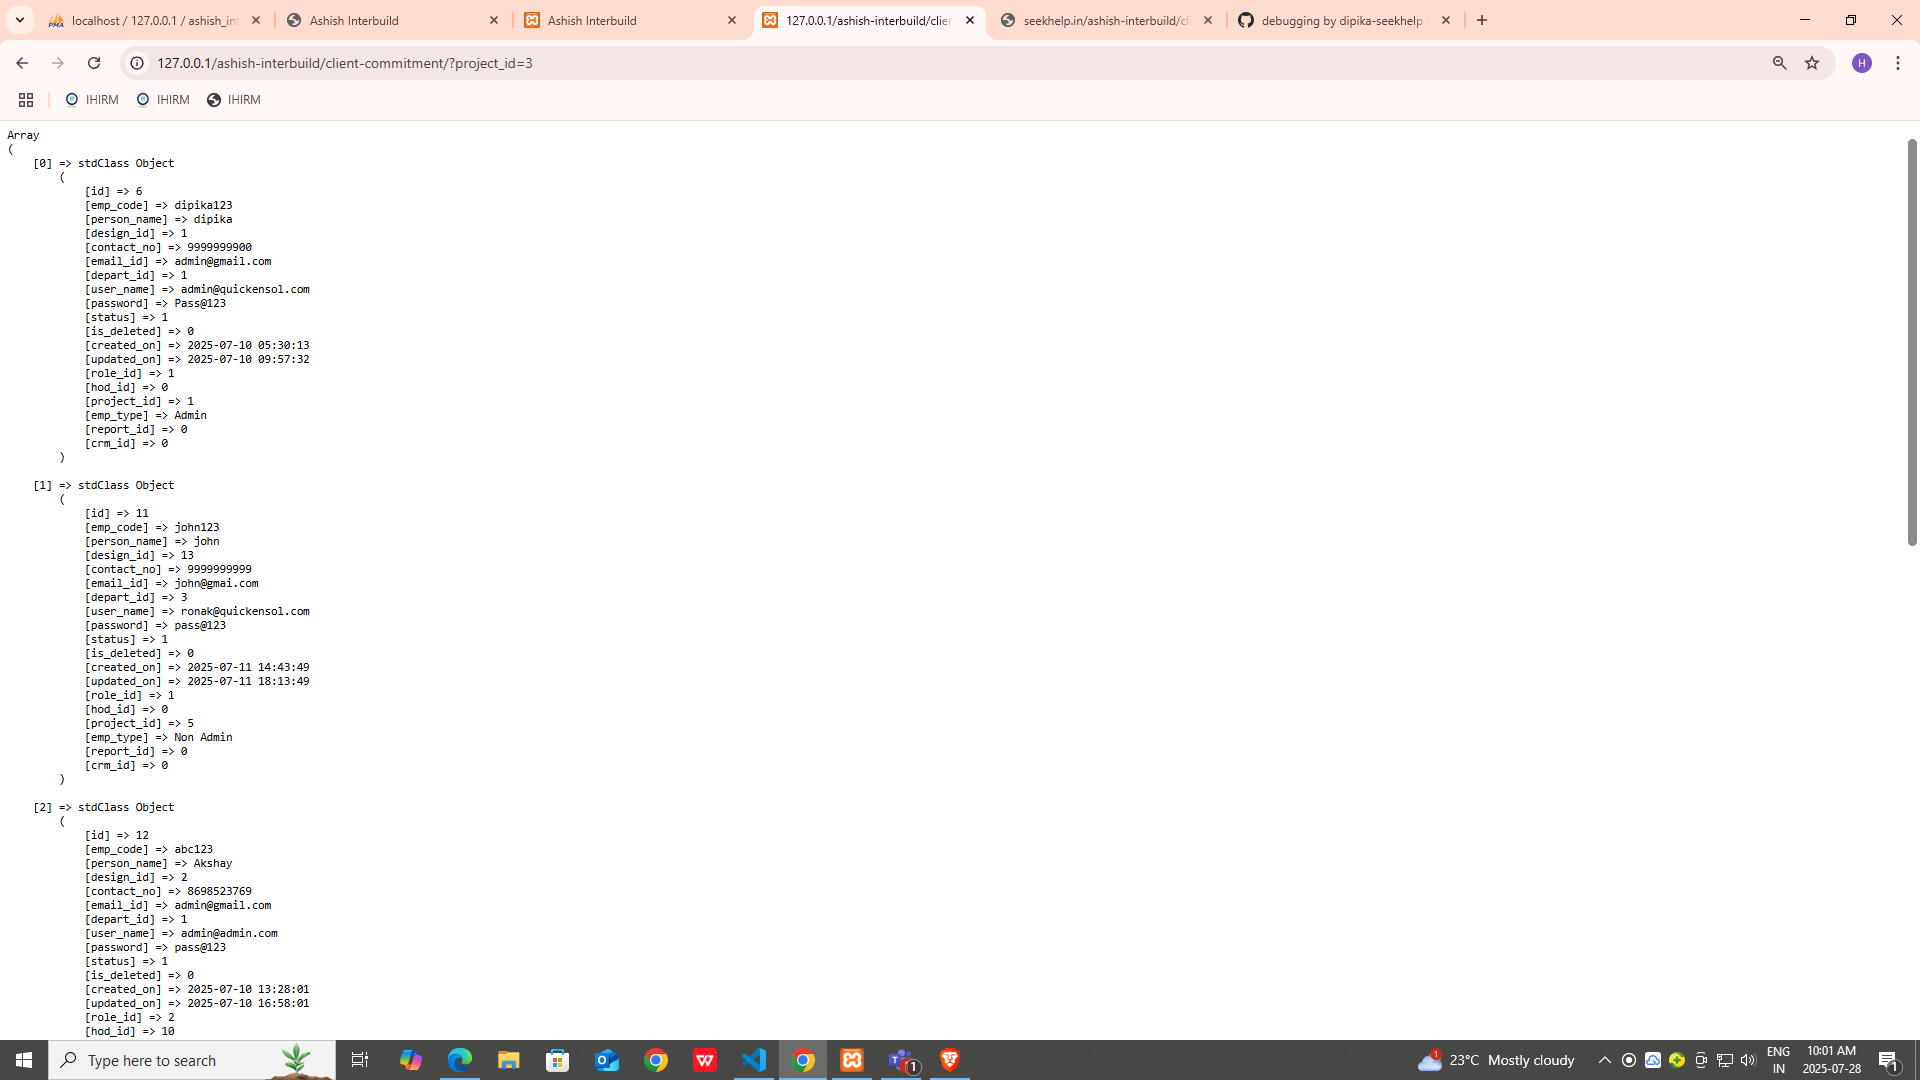 localhost / 127.0.0.1 / ashish_int
Ashish Interbuild
Ashish Interbuild
127.0.0.1/ashish-interbuild/clien
seekhelp.in/ashish-interbuild/cl
debugging by dipika-seekhelp
127.0.0.1/ashish-interbuild/client-commitment/?project_id=3
H
IHIRM
IHIRM
IHIRM
Array
(
[0] => stdClass Object
(
[id] => 6
[emp_code] => dipika123
[person_name] => dipika
[design_id] => 1
[contact_no] => 9999999900
[email_id] => admin@gmail.com
[depart_id] => 1
[user_name] => admin@quickensol.com
[password] => Pass@123
[status] => 1
[is_deleted] => 0
[created_on] => 2025-07-10 05:30:13
[updated_on] => 2025-07-10 09:57:32
[role_id] => 1
[hod_id] => 0
[project_id] => 1
[emp_type] => Admin
[report_id] => 0
[crm_id] => 0
)
[1] => stdClass Object
(
[id] => 11
[emp_code] => john123
[person_name] => john
[design_id] => 13
[contact_no] => 9999999999
[email_id] => john@gmai.com
[depart_id] => 3
[user_name] => ronak@quickensol.com
[password] => pass@123
[status] => 1
[is_deleted] => 0
[created_on] => 2025-07-11 14:43:49
[updated_on] => 2025-07-11 18:13:49
[role_id] => 1
[hod_id] => 0
[project_id] => 5
[emp_type] => Non Admin
[report_id] => 0
[crm_id] => 0
)
[2] => stdClass Object
(
[id] => 12
[emp_code] => abc123
[person_name] => Akshay
[design_id] => 2
[contact_no] => 8698523769
[email_id] => admin@gmail.com
[depart_id] => 1
[user_name] => admin@admin.com
[password] => pass@123
[status] => 1
[is_deleted] => 0
[created_on] => 2025-07-10 13:28:01
[updated_on] => 2025-07-10 16:58:01
[role_id] => 2
[hod_id] => 10
Type here to search
1
1
23°C Mostly cloudy
ENG
IN
10:01 AM
2025-07-28
1